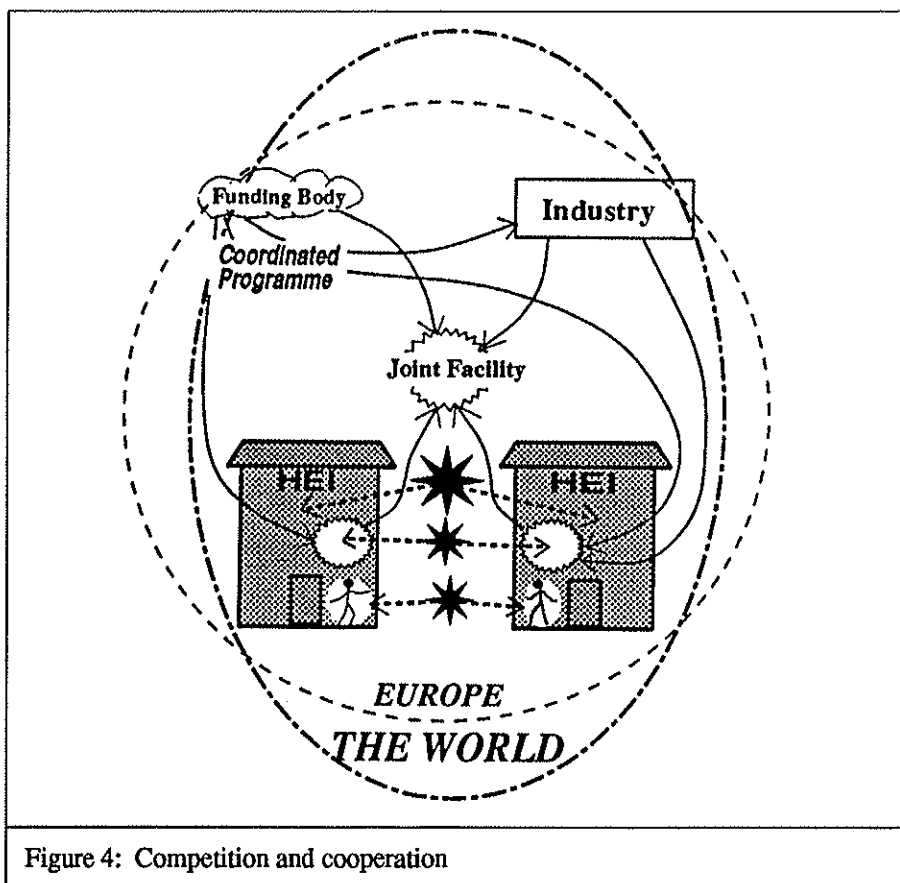 Funding Body
Industry
Coordinated
Programme
Joint Facility
HEI
HEI
EUROPE
THE WORLD
Figure 4: Competition and cooperation